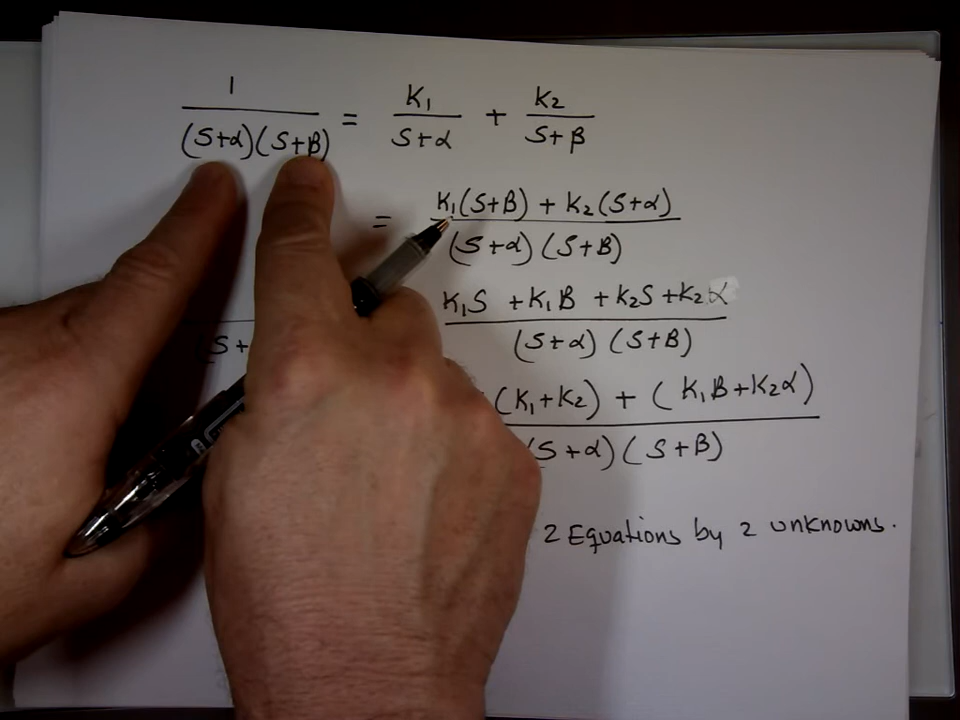 1/((S+α)(S+β)) = K₁/(S+α) + K₂/(S+β)
= (K₁(S+β) + K₂(S+α))/((S+α)(S+β))
(K₁S + K₁β + K₂S + K₂α)/((S+α)(S+β))
S+
(K₁+K₂) + (K₁β+K₂α)/(S+α)(S+β)
2 Equations by 2 unknowns.